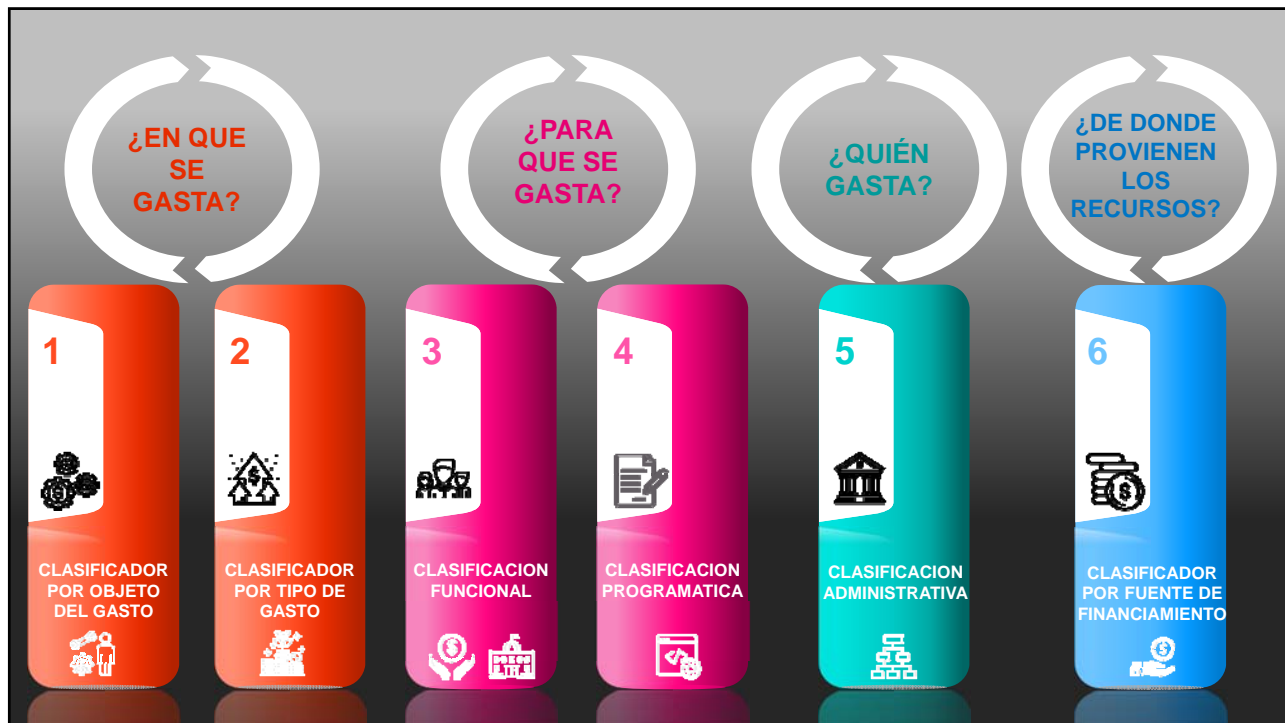 ¿EN QUE
SE
GASTA?
¿PARA
QUE SE
GASTA?
¿QUIÉN
GASTA?
¿DE DONDE
PROVIENEN
LOS
RECURSOS?
1
CLASIFICADOR
POR OBJETO
DEL GASTO
2
CLASIFICADOR
POR TIPO DE
GASTO
3
CLASIFICACION
FUNCIONAL
4
CLASIFICACION
PROGRAMATICA
5
CLASIFICACION
ADMINISTRATIVA
6
CLASIFICADOR
POR FUENTE DE
FINANCIAMIENTO